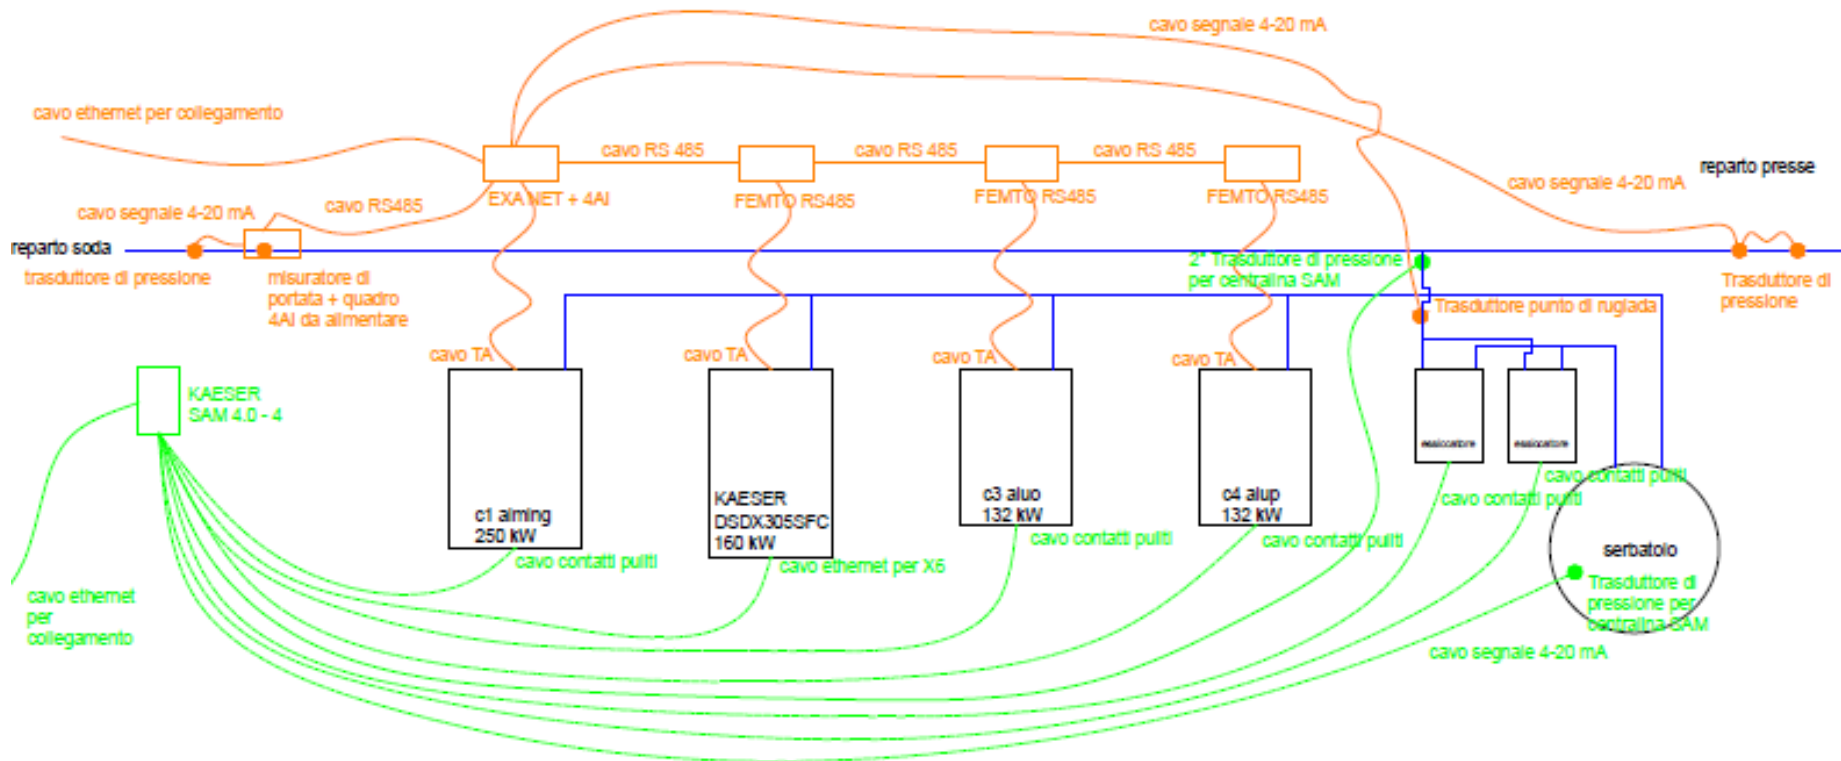 cavo segnale 4-20 mA
cavo ethernet per collegamento
cavo RS 485
cavo RS 485
cavo RS 485
reparto presse
cavo segnale 4-20 mA
EXA NET + 4AI
FEMTO RS485
FEMTO RS485
FEMTO RS485
cavo segnale 4-20 mA
cavo RS485
reparto soda
trasduttore di pressione
misuratore di
portata + quadro
4AI da alimentare
2° Trasduttore di pressione
per centralina SAM
Trasduttore punto di rugiada
Trasduttore di
pressione
cavo TA
cavo TA
cavo TA
cavo TA
KAESER
SAM 4.0 - 4
essiccatore
essiccatore
c1 alming
250 kW
KAESER
DSDX305SFC
160 kW
c3 aluo
132 kW
c4 alup
132 kW
cavo contatti puliti
cavo contatti puliti
cavo contatti puliti
cavo ethernet per X6
cavo contatti puliti
cavo contatti puliti
serbatoio
Trasduttore di
pressione per
centralina SAM
cavo segnale 4-20 mA
cavo ethernet
per
collegamento